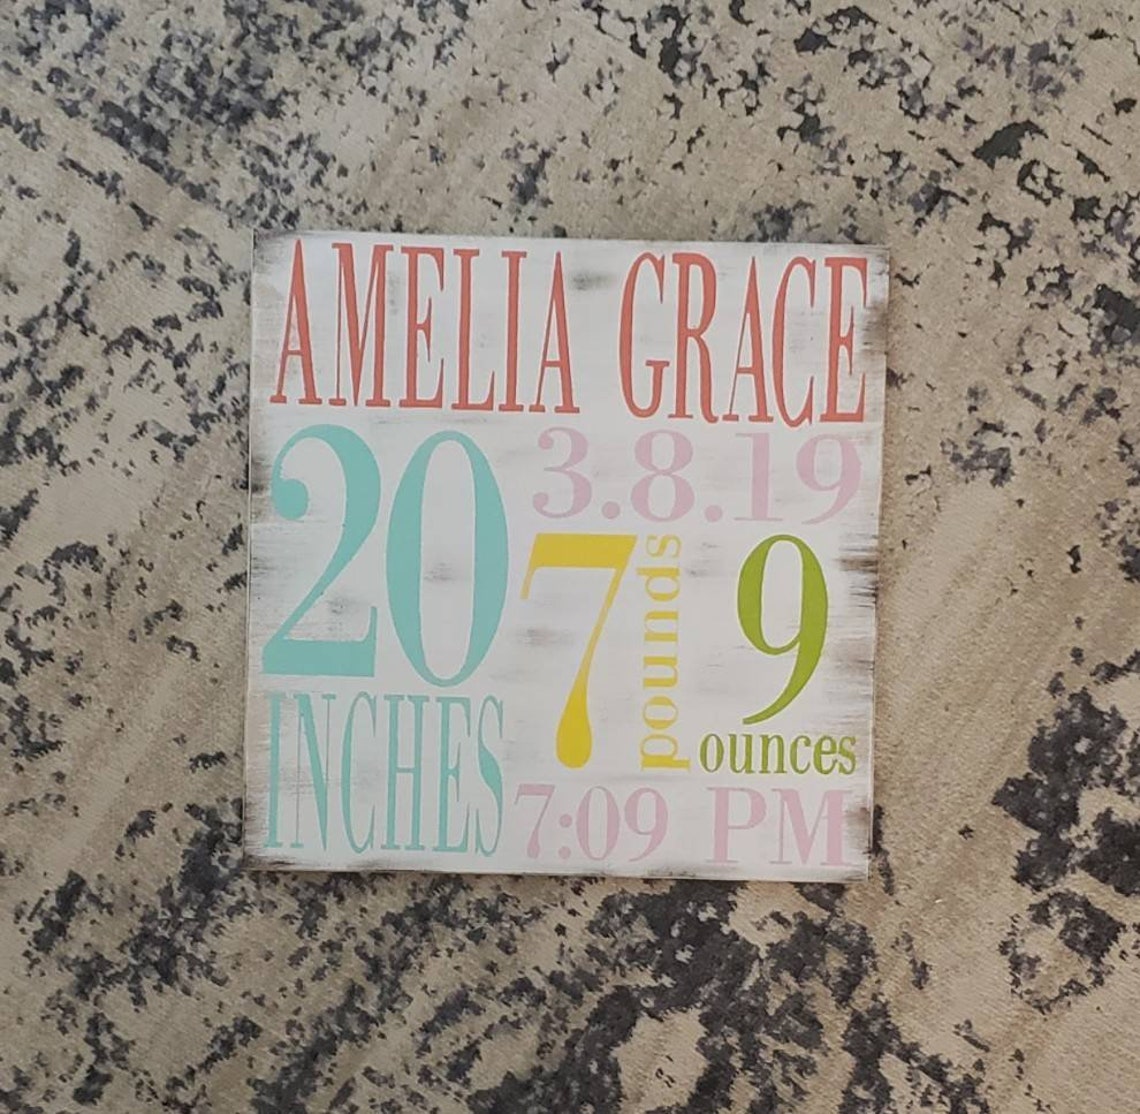 AMELIA GRACE
20
INCHES
3.8.19
7
pounds
9
ounces
7:09 PM